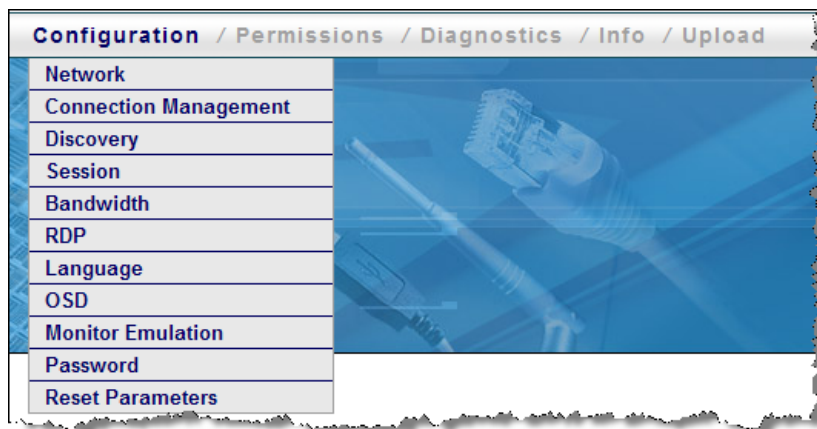 Configuration / Permissions / Diagnostics / Info / Upload
Network
Connection Management
Discovery
Session
Bandwidth
RDP
Language
OSD
Monitor Emulation
Password
Reset Parameters